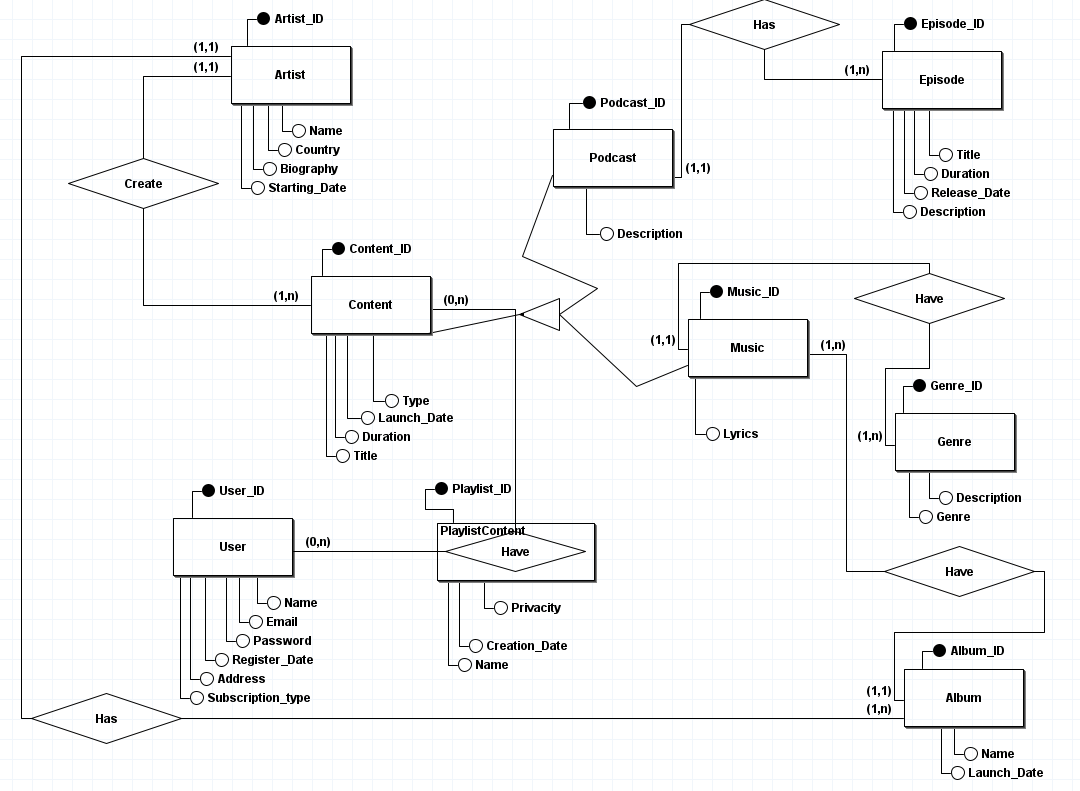 Artist_ID
(1,1)
(1,1)
Artist
Name
Country
Biography
Starting_Date
Create
Has
Episode_ID
(1,n)
Episode
Title
Duration
Release_Date
Description
Podcast_ID
Podcast
(1,1)
Description
Content_ID
(1,n)
Content
(0,n)
Type
Launch_Date
Duration
Title
Music_ID
(1,1)
Music
(1,n)
Lyrics
Have
Genre_ID
(1,n)
Genre
Description
Genre
User_ID
User
(0,n)
Name
Email
Password
Register_Date
Address
Subscription_type
Playlist_ID
PlaylistContent
Have
Privacity
Creation_Date
Name
Have
Album_ID
(1,1)
(1,n)
Album
Name
Launch_Date
Has